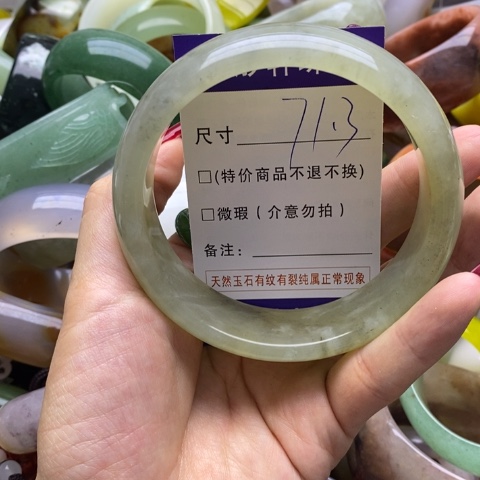 尺寸 71.3
□(特价商品不退不换)
□微瑕（介意勿拍）
备注：
天然玉石有纹有裂纯属正常现象